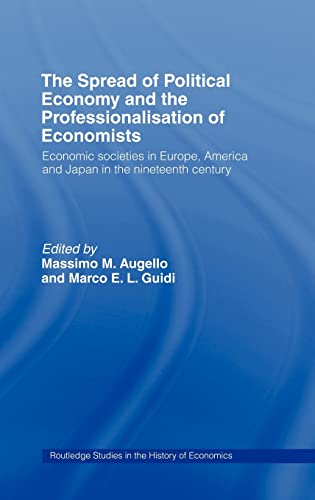 The Spread of Political
Economy and the
Professionalisation of
Economists
Economic societies in Europe, America
and Japan in the nineteenth century
Edited by
Massimo M. Augello
and Marco E. L. Guidi
Routledge Studies in the History of Economics